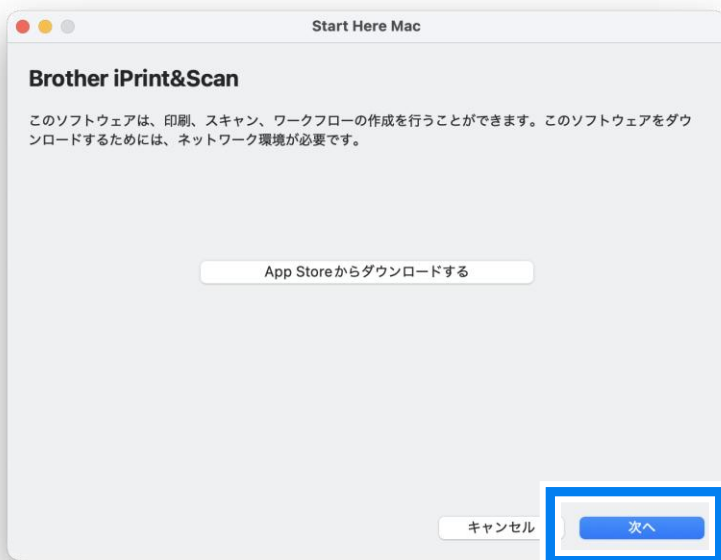 Start Here Mac
Brother iPrint&Scan
このソフトウェアは、印刷、スキャン、ワークフローの作成を行うことができます。このソフトウェアをダウ
ンロードするためには、ネットワーク環境が必要です。
App Storeからダウンロードする
キャンセル
次へ